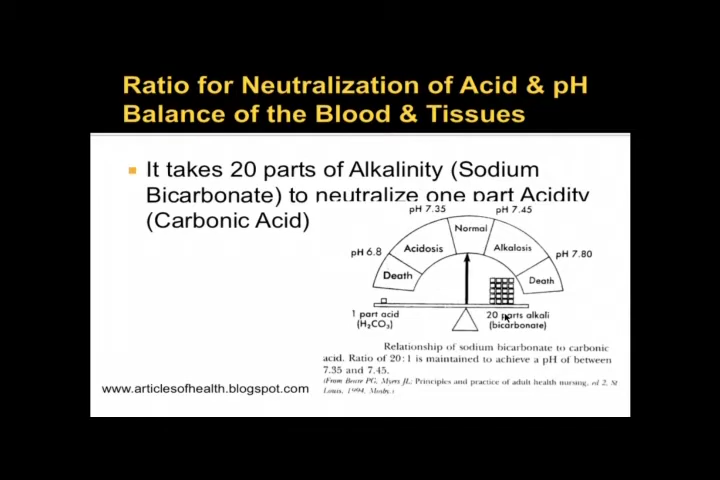 Ratio for Neutralization of Acid & pH
Balance of the Blood & Tissues
It takes 20 parts of Alkalinity (Sodium
Bicarbonate) to neutralize one part Acidity
(Carbonic Acid)
pH 7.35 pH 7.45
Normal
Acidosis Alkalosis
pH 6.8 pH 7.80
Death Death
1 part acid 20 parts alkali
(H₂CO₃) (bicarbonate)
Relationship of sodium bicarbonate to carbonic
acid. Ratio of 20:1 is maintained to achieve a pH of between
7.35 and 7.45.
(From Beare PG, Myers JL: Principles and practice of adult health nursing, ed 2, St
Louis, 1994, Mosby.)
www.articlesofhealth.blogspot.com